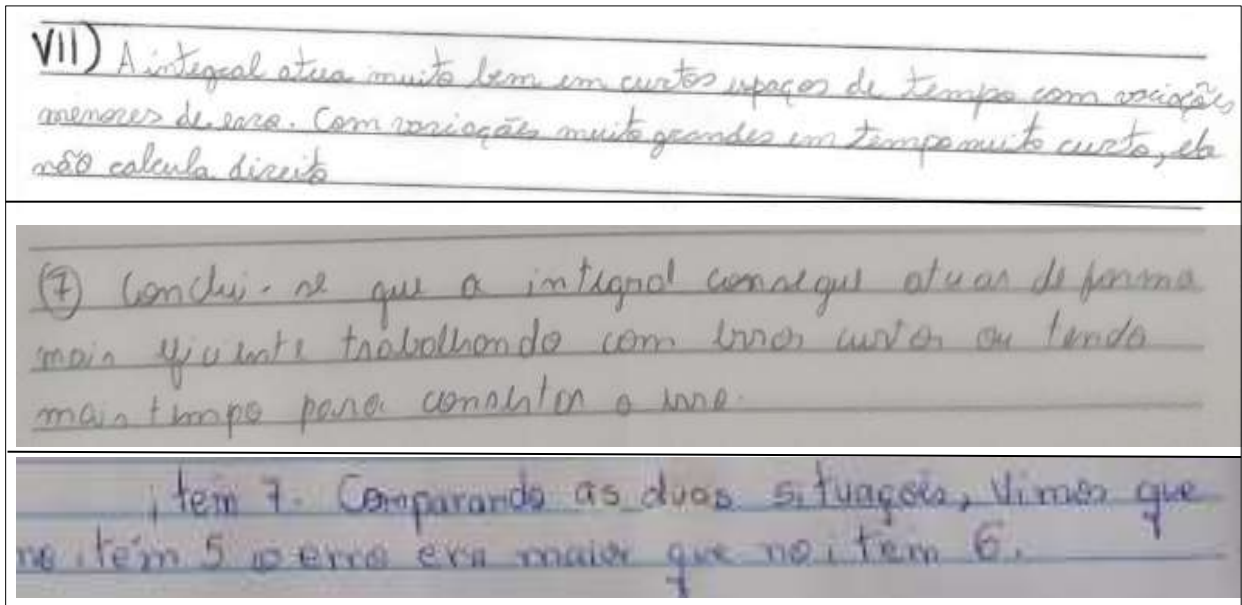 VII) A integral atua muito bem em curtos espaços de tempo com variações
menores de erro. Com variações muito grandes em tempo muito curto, ela
não calcula direito
(7) Conclui-se que a integral consegue atuar de forma
mais eficiente trabalhando com erros curtos ou tendo
mais tempo para consertar o erro.
item 7. Comparando as duas situações, Vimos que
no item 5 o erro era maior que no item 6.